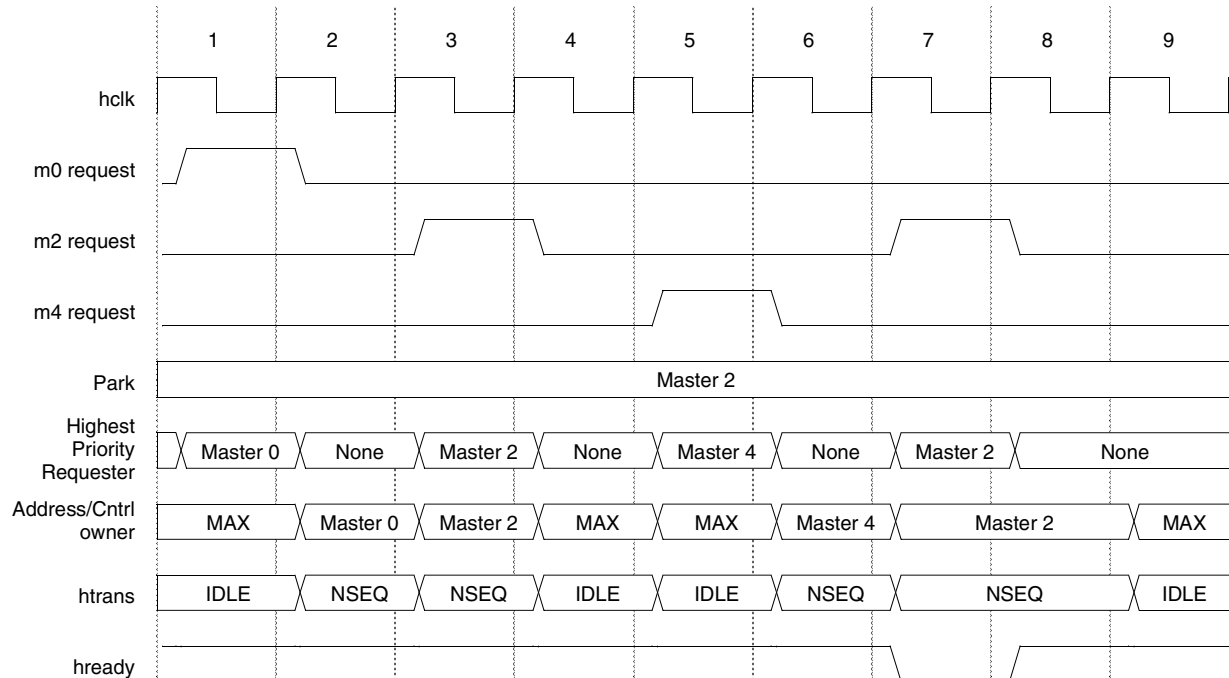 1 2 3 4 5 6 7 8 9
hclk
m0 request
m2 request
m4 request
Park Master 2
Highest
Priority
Requester
Master 0 None Master 2 None Master 4 None Master 2 None
Address/Cntrl
owner
MAX Master 0 Master 2 MAX MAX Master 4 Master 2 MAX
htrans IDLE NSEQ NSEQ IDLE IDLE NSEQ NSEQ IDLE
hready